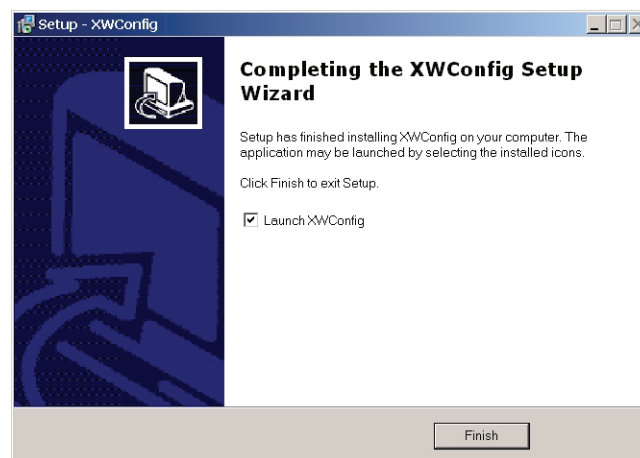 Setup - XWConfig
Completing the XWConfig Setup
Wizard
Setup has finished installing XWConfig on your computer. The
application may be launched by selecting the installed icons.
Click Finish to exit Setup.
Launch XWConfig
Finish